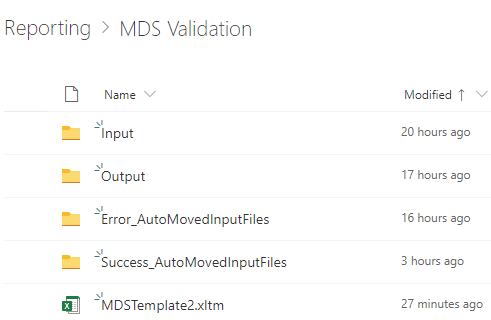 Reporting > MDS Validation
Name Modified ↑
Input 20 hours ago
Output 17 hours ago
Error_AutoMovedInputFiles 16 hours ago
Success_AutoMovedInputFiles 3 hours ago
MDSTemplate2.xltm 27 minutes ago